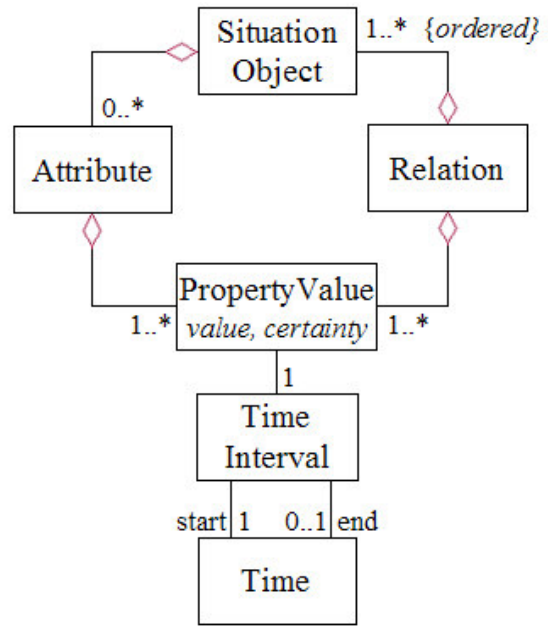 Situation
Object
1..* {ordered}
0..*
Attribute
Relation
PropertyValue
value, certainty
1..*
1..*
1
Time
Interval
start 1
0..1 end
Time